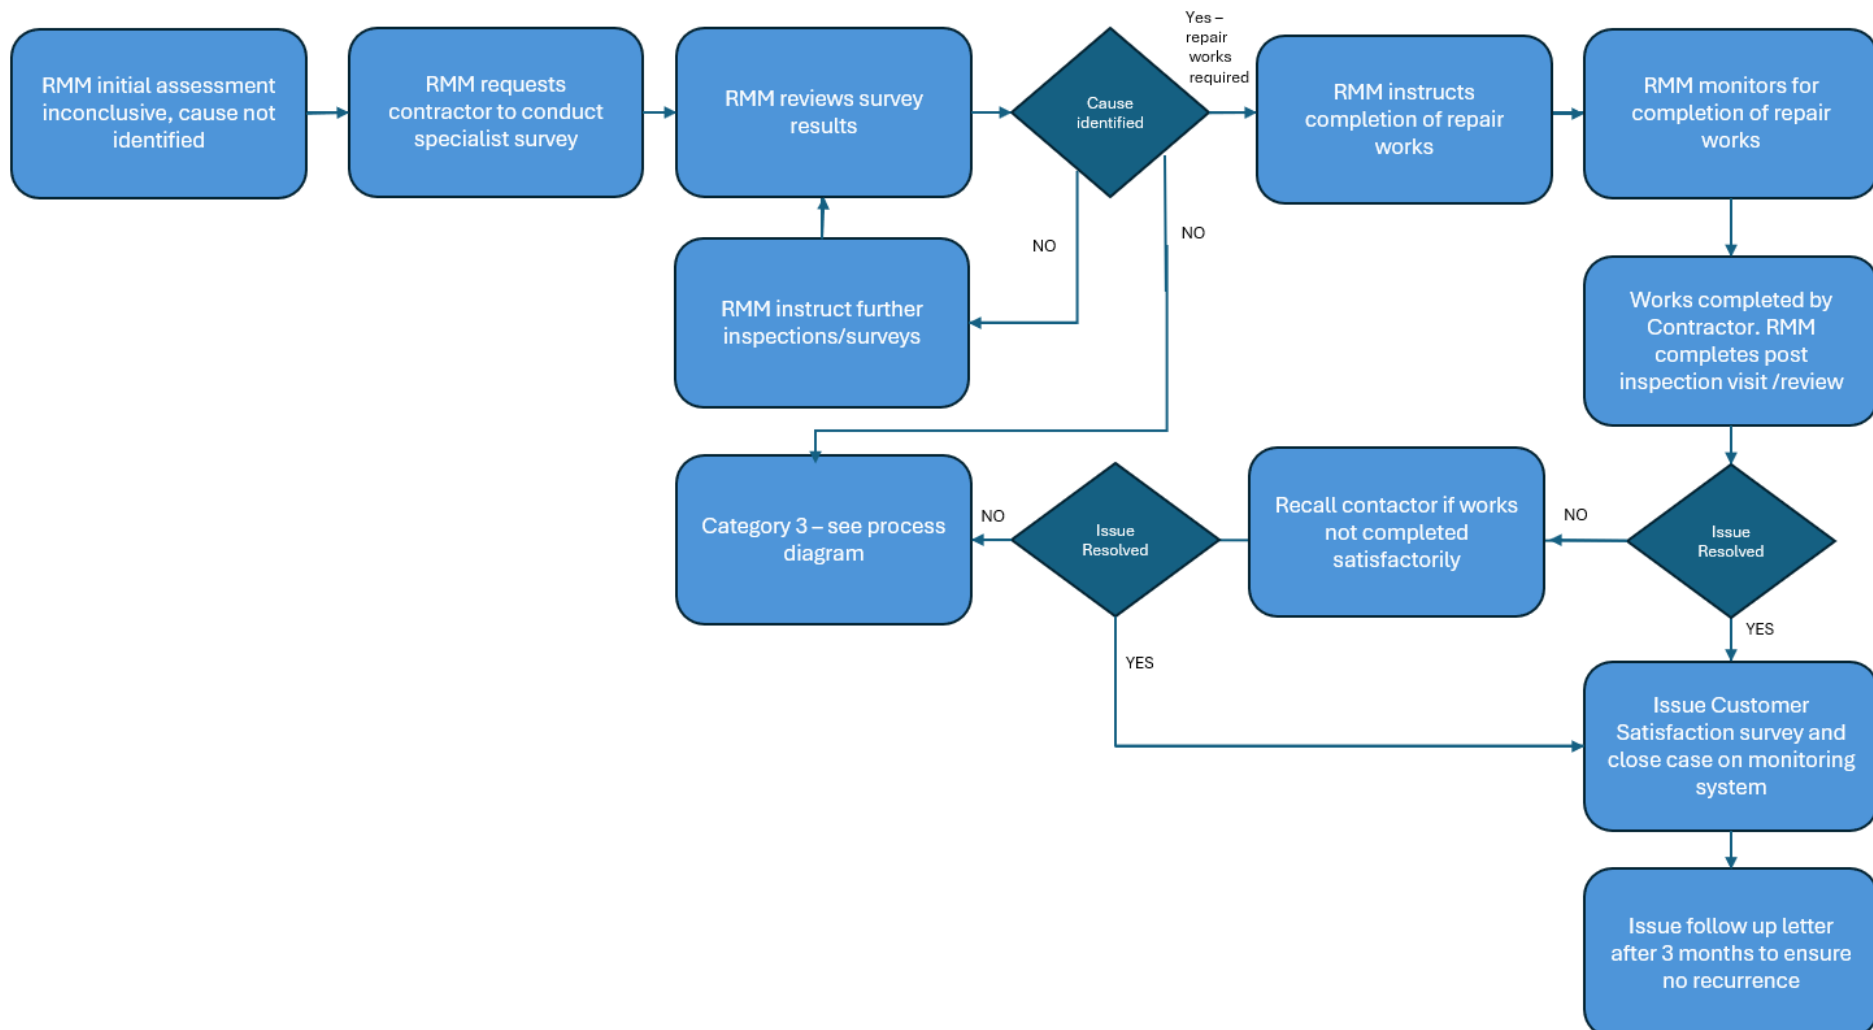 RMM initial assessment
inconclusive, cause not
identified
RMM requests
contractor to conduct
specialist survey
RMM reviews survey
results
Cause
identified
Yes –
repair
works
required
RMM instructs
completion of repair
works
RMM monitors for
completion of repair
works
NO
NO
RMM instruct further
inspections/surveys
Works completed by
Contractor. RMM
completes post
inspection visit /review
Category 3 – see process
diagram
NO
Issue
Resolved
Recall contactor if works
not completed
satisfactorily
NO
Issue
Resolved
YES
YES
Issue Customer
Satisfaction survey and
close case on monitoring
system
Issue follow up letter
after 3 months to ensure
no recurrence